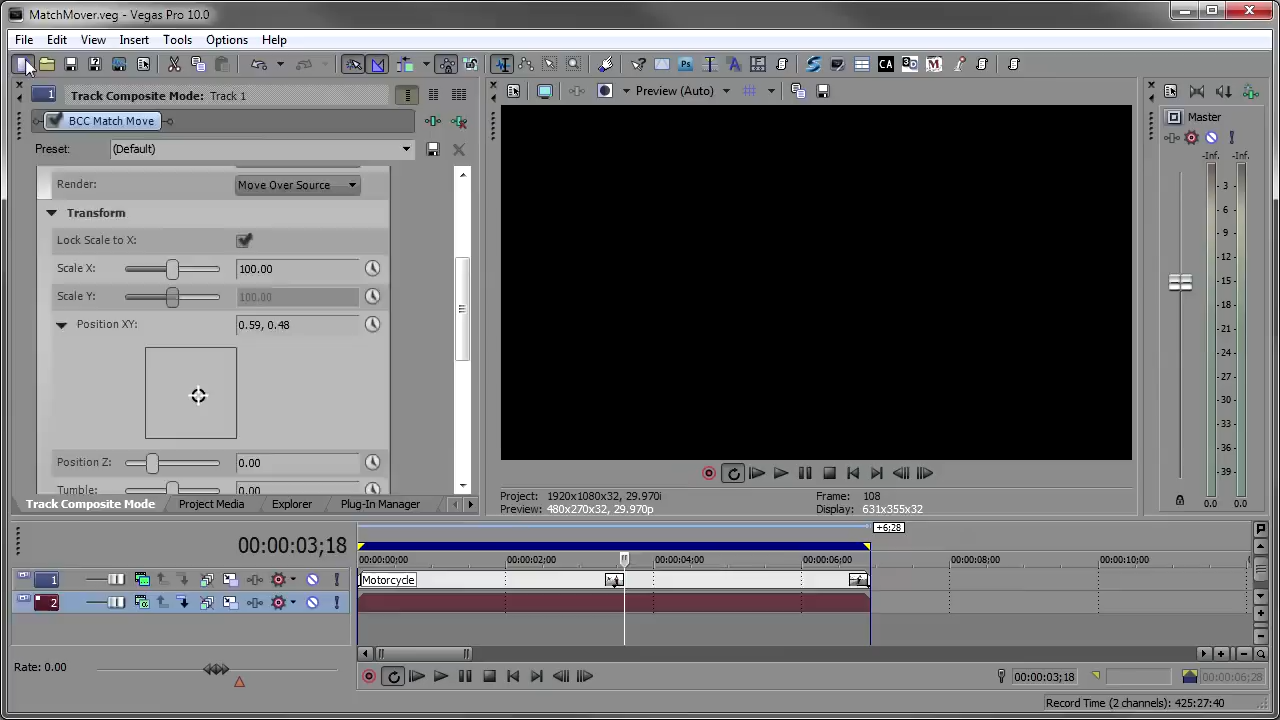 MatchMover.veg - Vegas Pro 10.0
File Edit View Insert Tools Options Help
1 Track Composite Mode: Track 1
Preview (Auto)
Master
BCC Match Move
Preset: (Default)
Render: Move Over Source
Transform
Lock Scale to X:
Scale X: 100.00
Scale Y: 100.00
Position XY: 0.59, 0.48
Position Z: 0.00
Tumble: 0.00
-Inf. -Inf.
3
6
9
12
15
18
21
24
27
30
33
36
39
0.0 0.0
Project: 1920x1080x32, 29.970i
Preview: 480x270x32, 29.970p
Frame: 108
Display: 631x355x32
Track Composite Mode Project Media Explorer Plug-In Manager
+6:28
00:00:03;18
00:00:00;00 00:00:02;00 00:00:04;00 00:00:06;00 00:00:08;00 00:00:10;00
1 Motorcycle
2
Rate: 0.00
00:00:03;18 00:00:06;28
Record Time (2 channels): 425:27:40